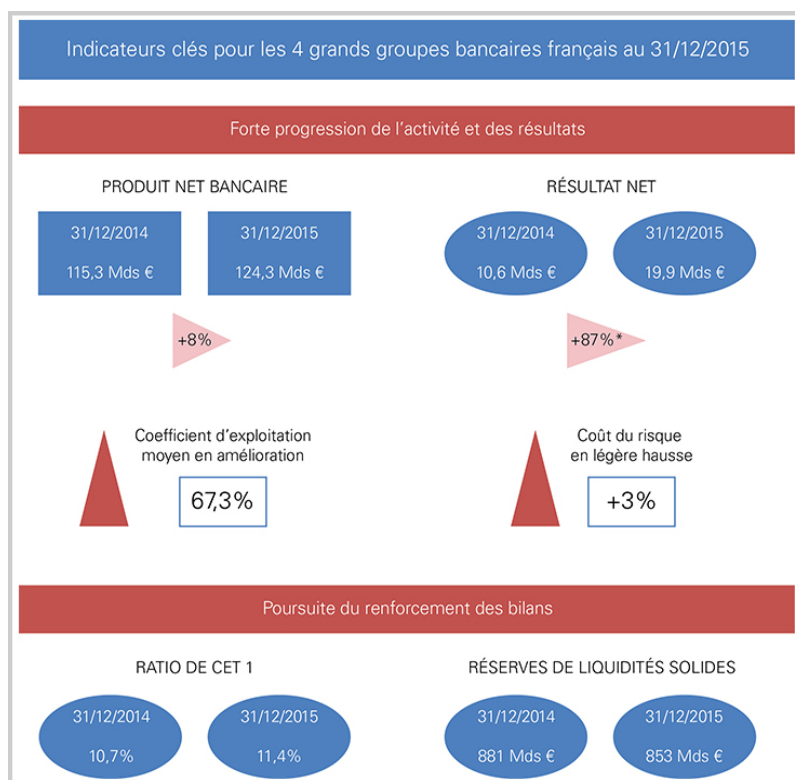 Indicateurs clés pour les 4 grands groupes bancaires français au 31/12/2015
Forte progression de l'activité et des résultats
PRODUIT NET BANCAIRE
31/12/2014
115,3 Mds €
31/12/2015
124,3 Mds €
+8%
RÉSULTAT NET
31/12/2014
10,6 Mds €
31/12/2015
19,9 Mds €
+87% *
Coefficient d'exploitation
moyen en amélioration
67,3%
Coût du risque
en légère hausse
+3%
Poursuite du renforcement des bilans
RATIO DE CET 1
31/12/2014
10,7%
31/12/2015
11,4%
RÉSERVES DE LIQUIDITÉS SOLIDES
31/12/2014
881 Mds €
31/12/2015
853 Mds €